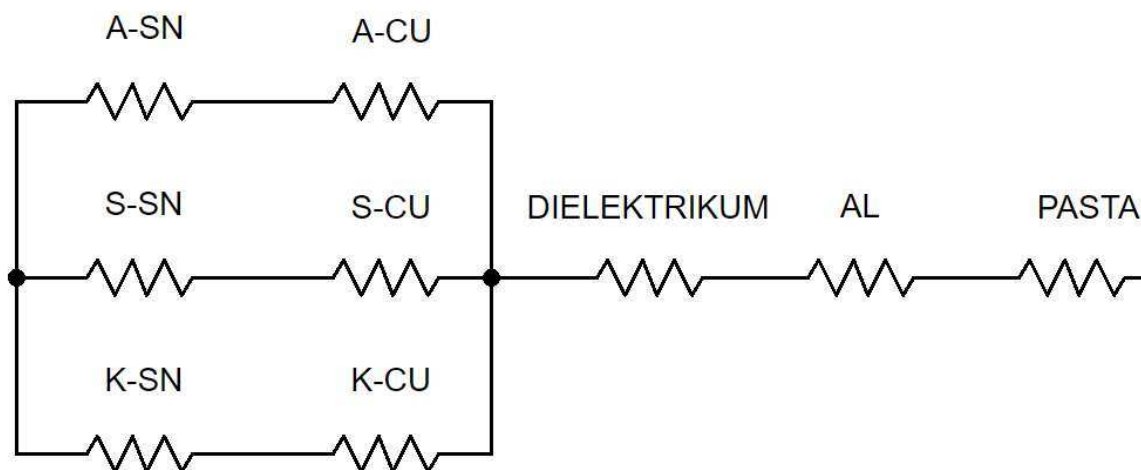 A-SN A-CU
S-SN S-CU DIELEKTRIKUM AL PASTA
K-SN K-CU